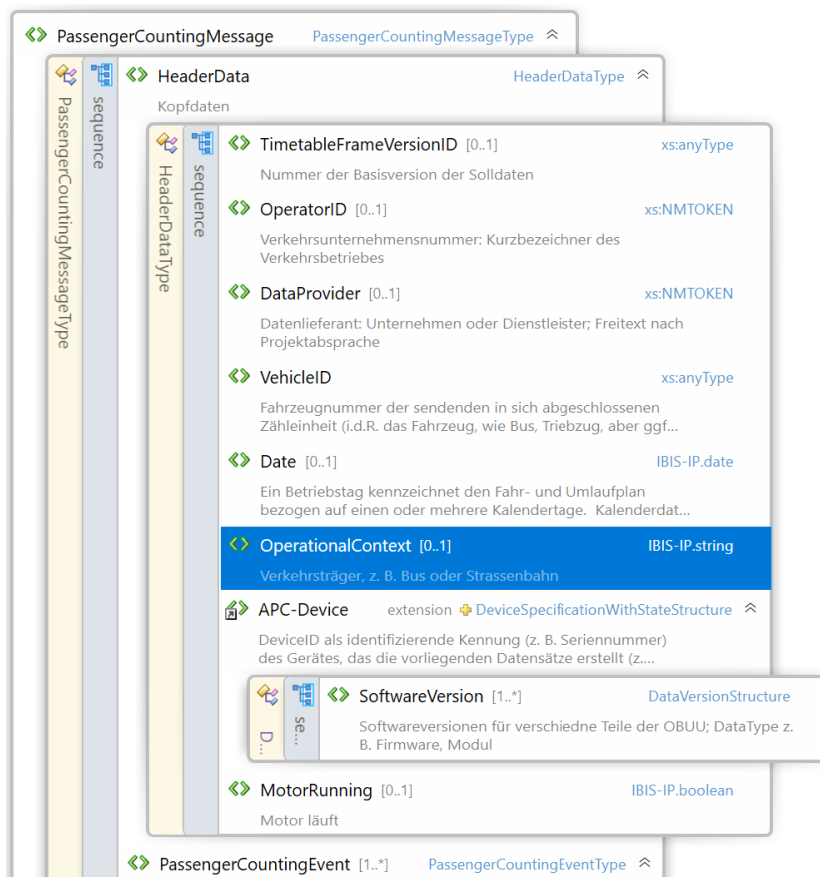 PassengerCountingMessage PassengerCountingMessageType
PassengerCountingMessageType
sequence
HeaderData HeaderDataType
Kopfdaten
HeaderDataType
sequence
TimetableFrameVersionID [0..1] xs:anyType
Nummer der Basisversion der Solldaten
OperatorID [0..1] xs:NMTOKEN
Verkehrsunternehmensnummer: Kurzbezeichner des
Verkehrsbetriebes
DataProvider [0..1] xs:NMTOKEN
Datenlieferant: Unternehmen oder Dienstleister; Freitext nach
Projektabsprache
VehicleID xs:anyType
Fahrzeugnummer der sendenden in sich abgeschlossenen
Zähleinheit (i.d.R. das Fahrzeug, wie Bus, Triebzug, aber ggf...
Date [0..1] IBIS-IP.date
Ein Betriebstag kennzeichnet den Fahr- und Umlaufplan
bezogen auf einen oder mehrere Kalendertage. Kalenderdat...
OperationalContext [0..1] IBIS-IP.string
Verkehrsträger, z. B. Bus oder Strassenbahn
APC-Device extension DeviceSpecificationWithStateStructure
DeviceID als identifizierende Kennung (z. B. Seriennummer)
des Gerätes, das die vorliegenden Datensätze erstellt (z....
D...
se...
SoftwareVersion [1..*] DataVersionStructure
Softwareversionen für verschiedne Teile der OBUU; DataType z.
B. Firmware, Modul
MotorRunning [0..1] IBIS-IP.boolean
Motor läuft
PassengerCountingEvent [1..*] PassengerCountingEventType